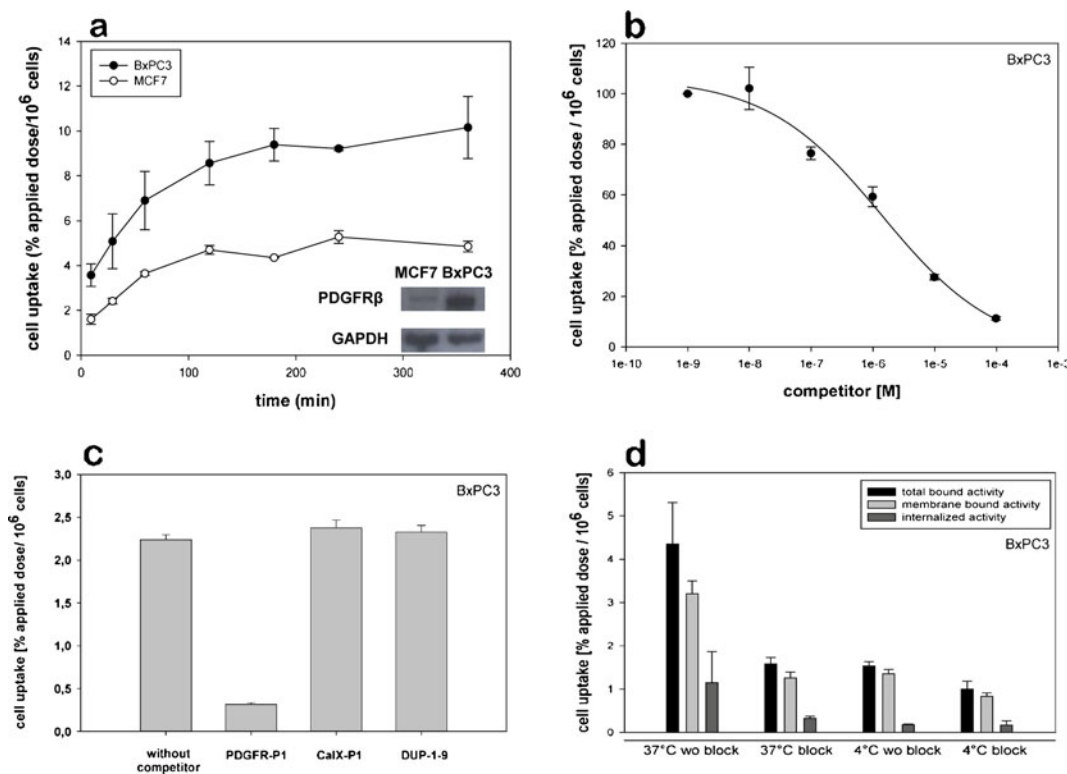 a
cell uptake (% applied dose/10⁶ cells)
14
12
10
8
6
4
2
0
BxPC3
MCF7
MCF7 BxPC3
PDGFRβ
GAPDH
0 100 200 300 400
time (min)
b
cell uptake [% applied dose / 10⁶ cells)
120
100
80
60
40
20
0
BxPC3
1e-10 1e-9 1e-8 1e-7 1e-6 1e-5 1e-4 1e-3
competitor [M]
c
cell uptake [% applied dose/ 10⁶ cells]
3,0
2,5
2,0
1,5
1,0
0,5
0,0
BxPC3
without
competitor
PDGFR-P1 CalX-P1 DUP-1-9
d
cell uptake [% applied dose / 10⁶ cells)
6
5
4
3
2
1
0
total bound activity
membrane bound activity
internalized activity
BxPC3
37°C wo block 37°C block 4°C wo block 4°C block